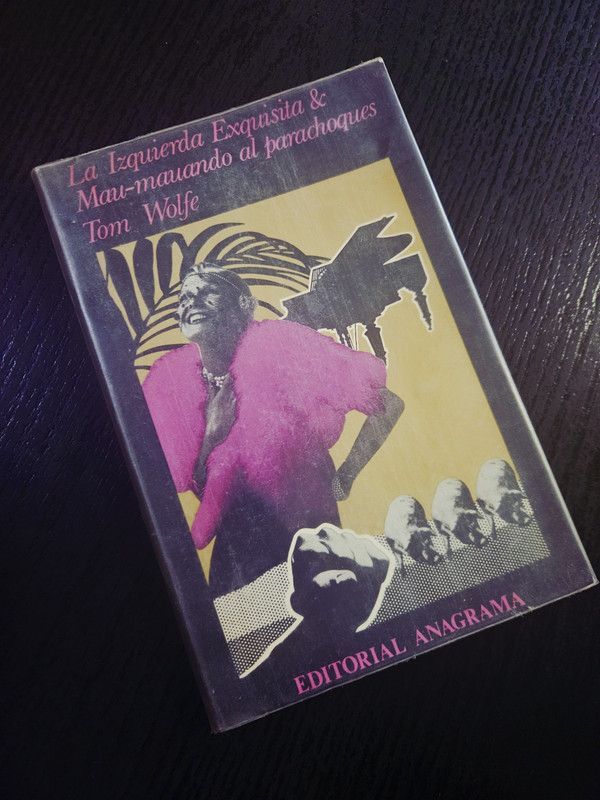 La Izquierda Exquisita &
Mau-mauando al parachoques
Tom Wolfe
EDITORIAL ANAGRAMA